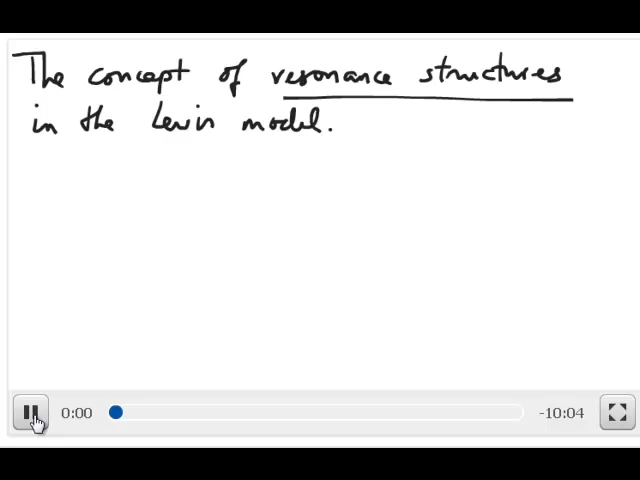 The concept of resonance structures
in the Lewis model.
0:00
-10:04